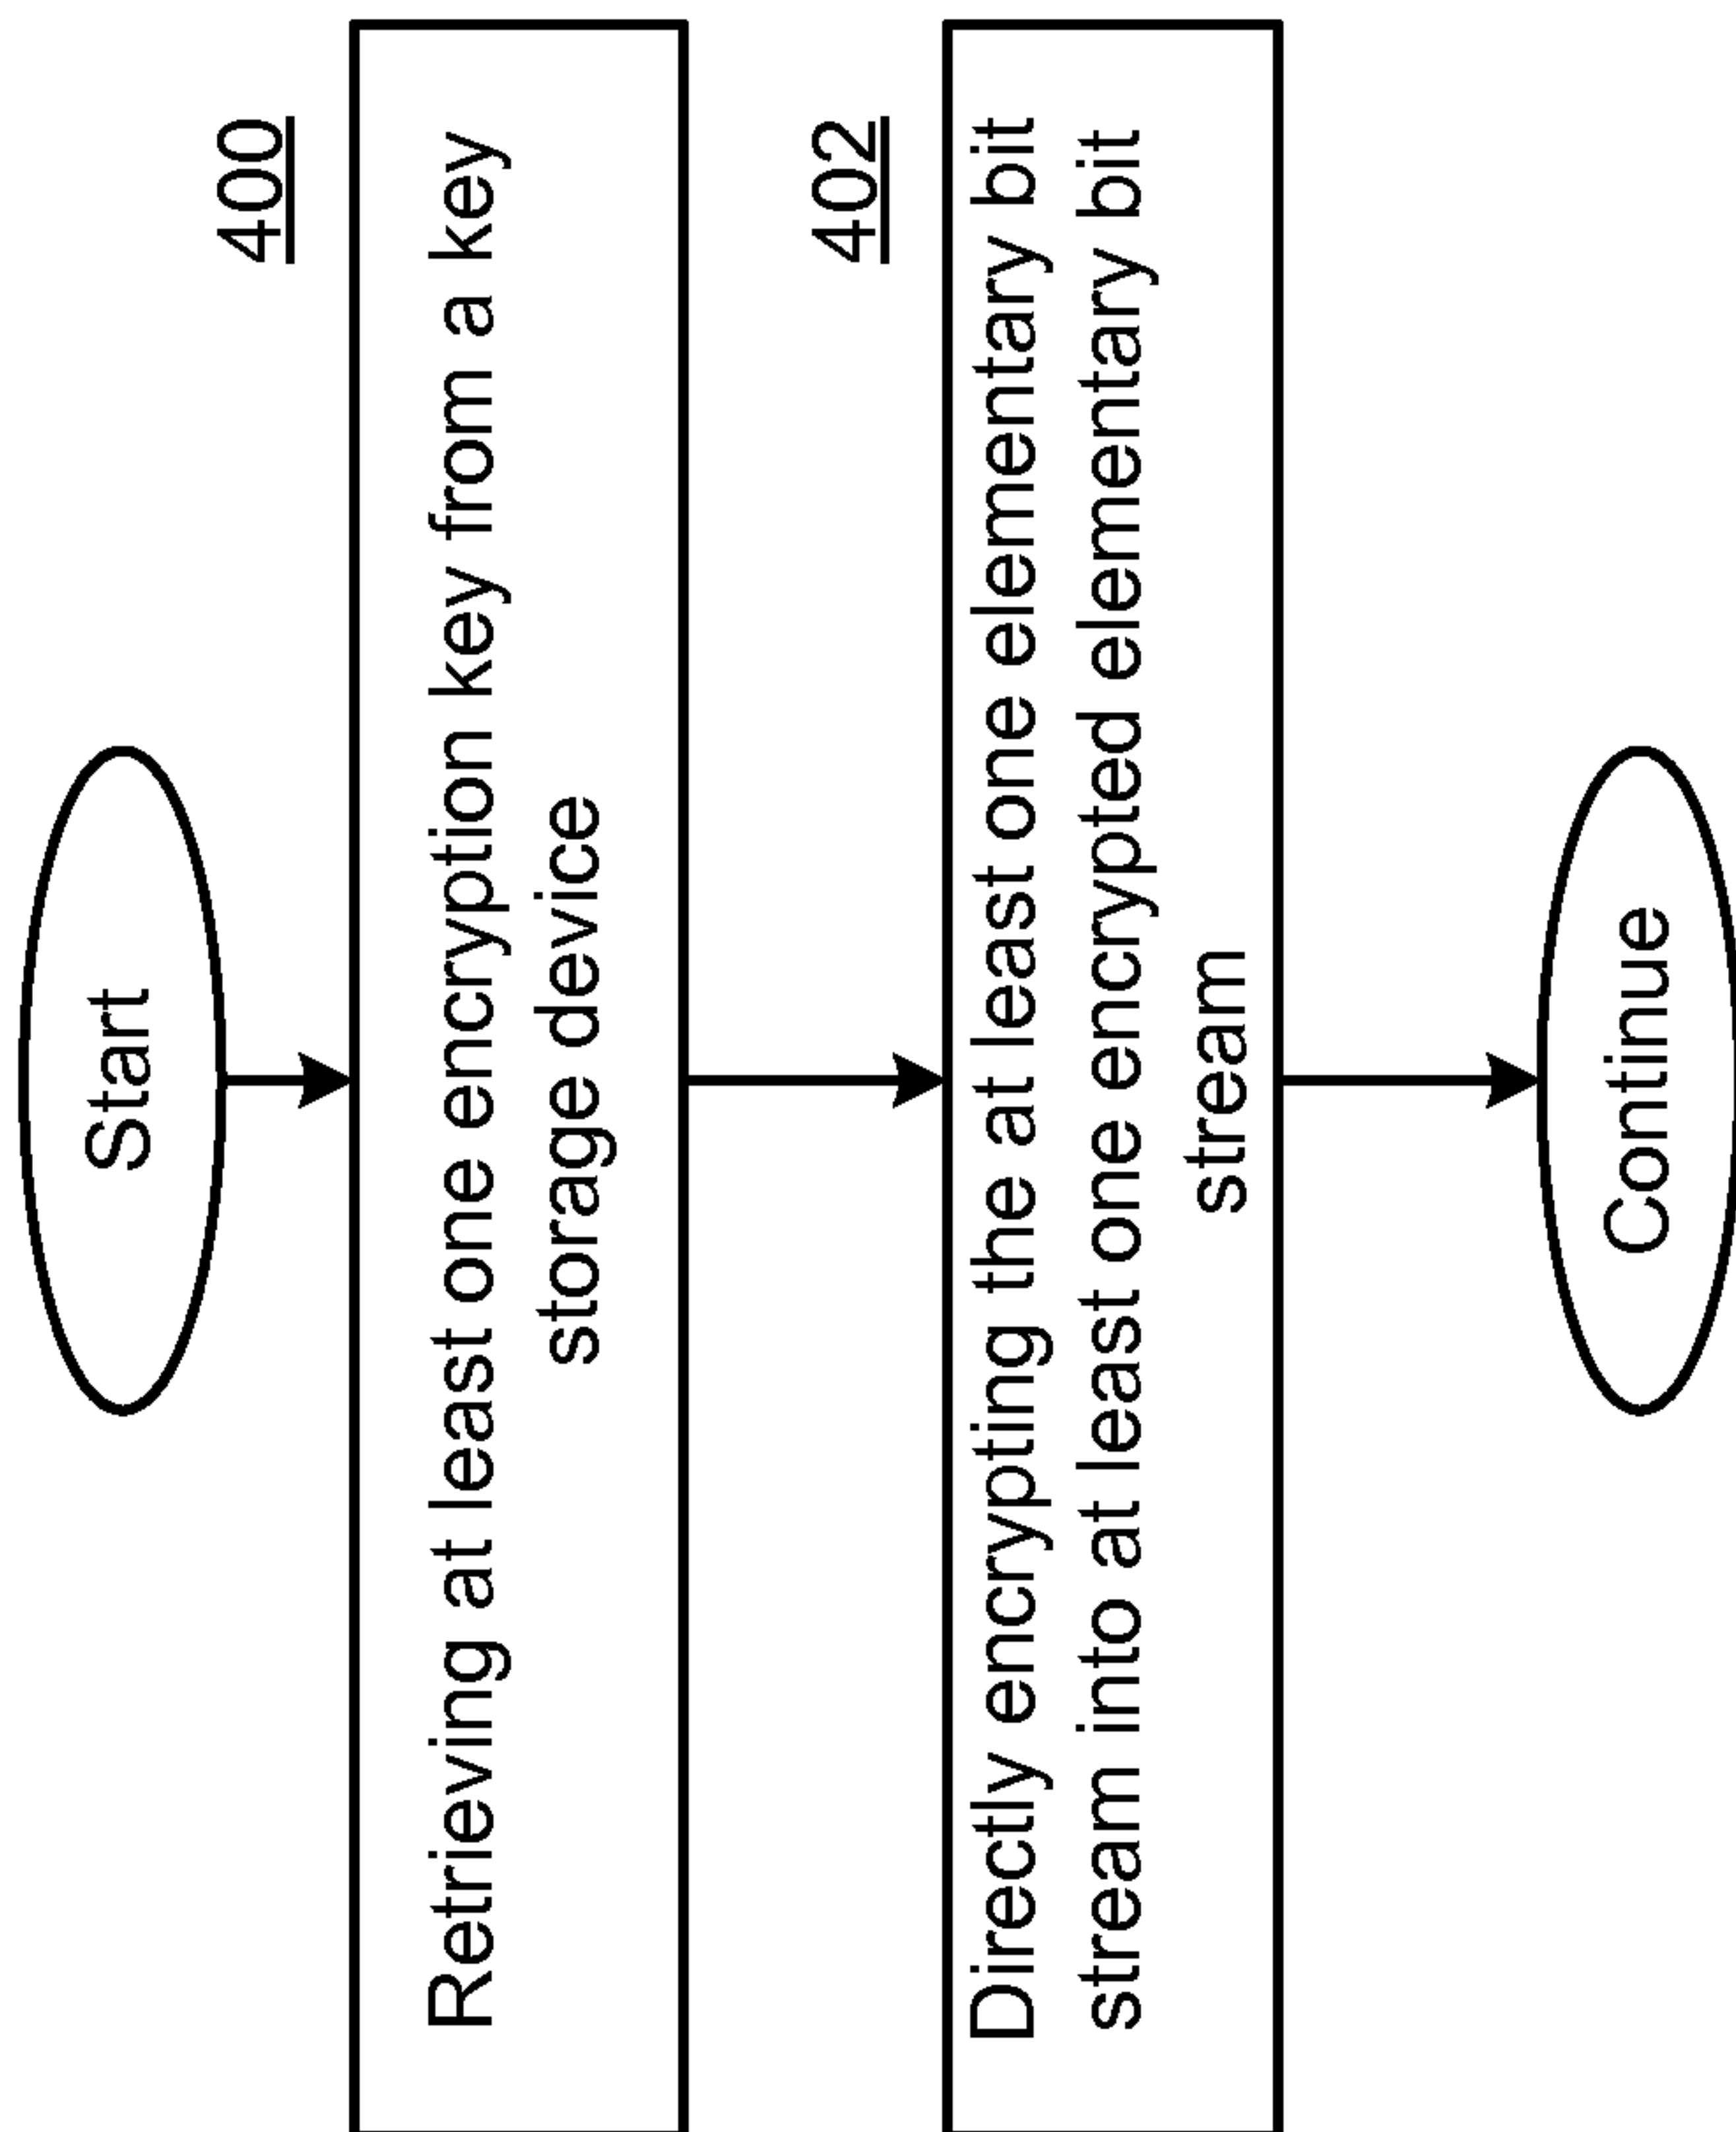 Start
400
Retrieving at least one encryption key from a key
storage device
402
Directly encrypting the at least one elementary bit
stream into at least one encrypted elementary bit
stream
Continue